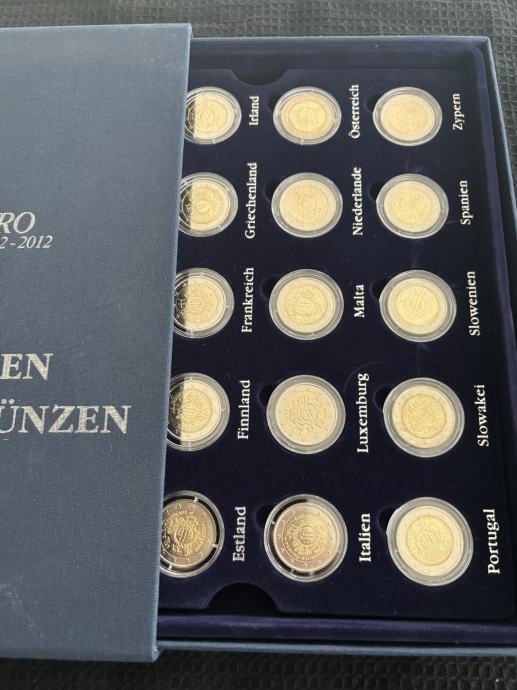 RO
2-2012
EN
ÜNZEN
Irland
Österreich
Zypern
Griechenland
Niederlande
Spanien
Frankreich
Malta
Slowenien
Finnland
Luxemburg
Slowakei
Estland
Italien
Portugal